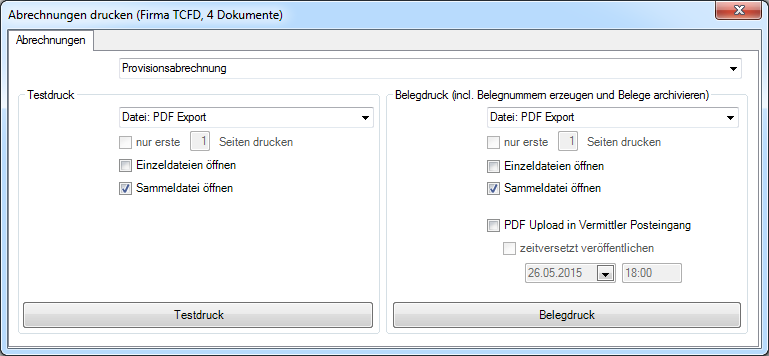 Abrechnungen drucken (Firma TCFD, 4 Dokumente)
Abrechnungen
Provisionsabrechnung
Testdruck
Datei: PDF Export
nur erste 1 Seiten drucken
Einzeldateien öffnen
Sammeldatei öffnen
Testdruck
Belegdruck (incl. Belegnummern erzeugen und Belege archivieren)
Datei: PDF Export
nur erste 1 Seiten drucken
Einzeldateien öffnen
Sammeldatei öffnen
PDF Upload in Vermittler Posteingang
zeitversetzt veröffentlichen
26.05.2015 18:00
Belegdruck